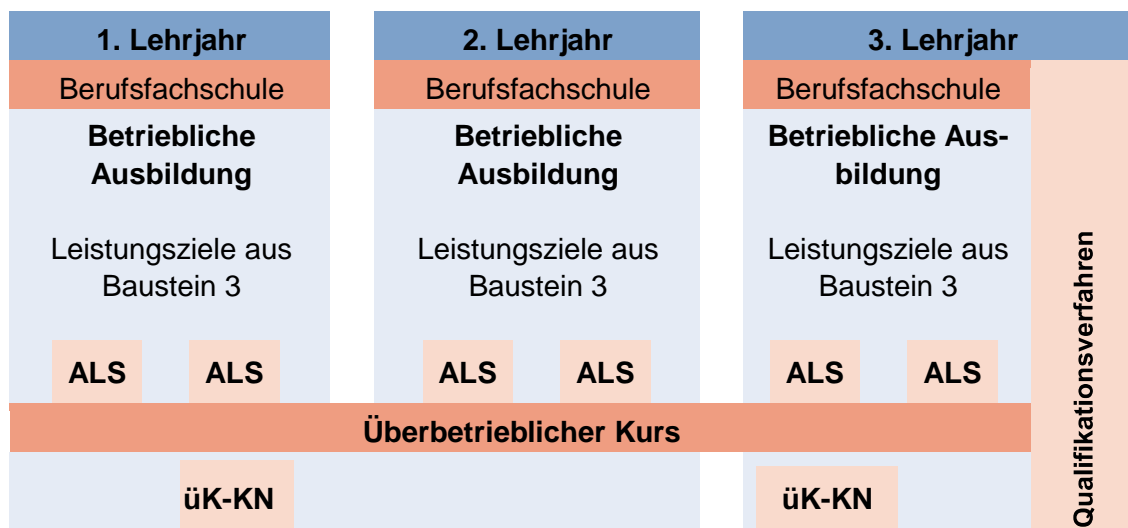 1. Lehrjahr
2. Lehrjahr
3. Lehrjahr
Berufsfachschule
Berufsfachschule
Berufsfachschule
Betriebliche
Ausbildung
Betriebliche
Ausbildung
Betriebliche Aus-
bildung
Leistungsziele aus
Baustein 3
Leistungsziele aus
Baustein 3
Leistungsziele aus
Baustein 3
ALS
ALS
ALS
ALS
ALS
ALS
Überbetrieblicher Kurs
üK-KN
üK-KN
Qualifikationsverfahren